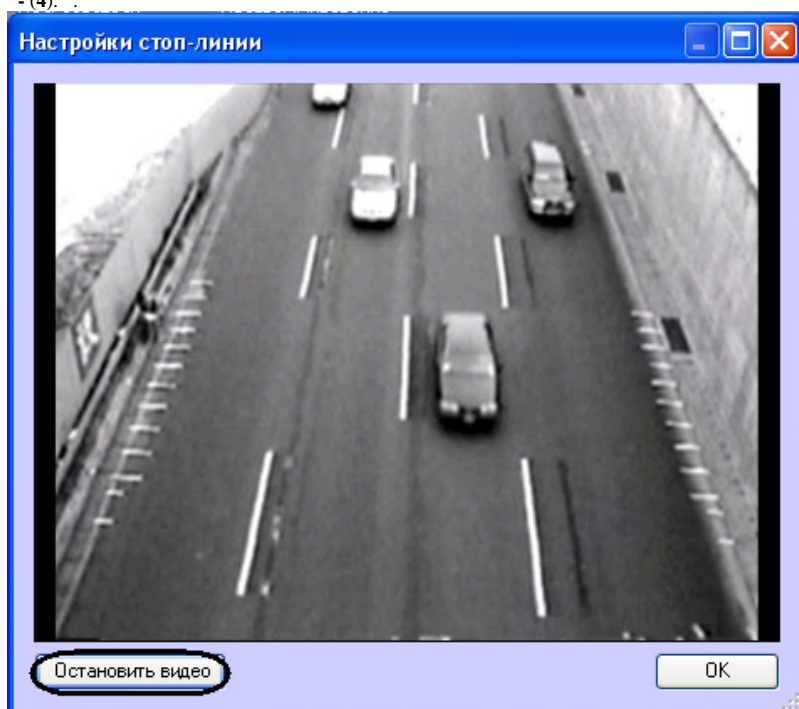 - (4). .
Настройки стоп-линии
Остановить видео
OK